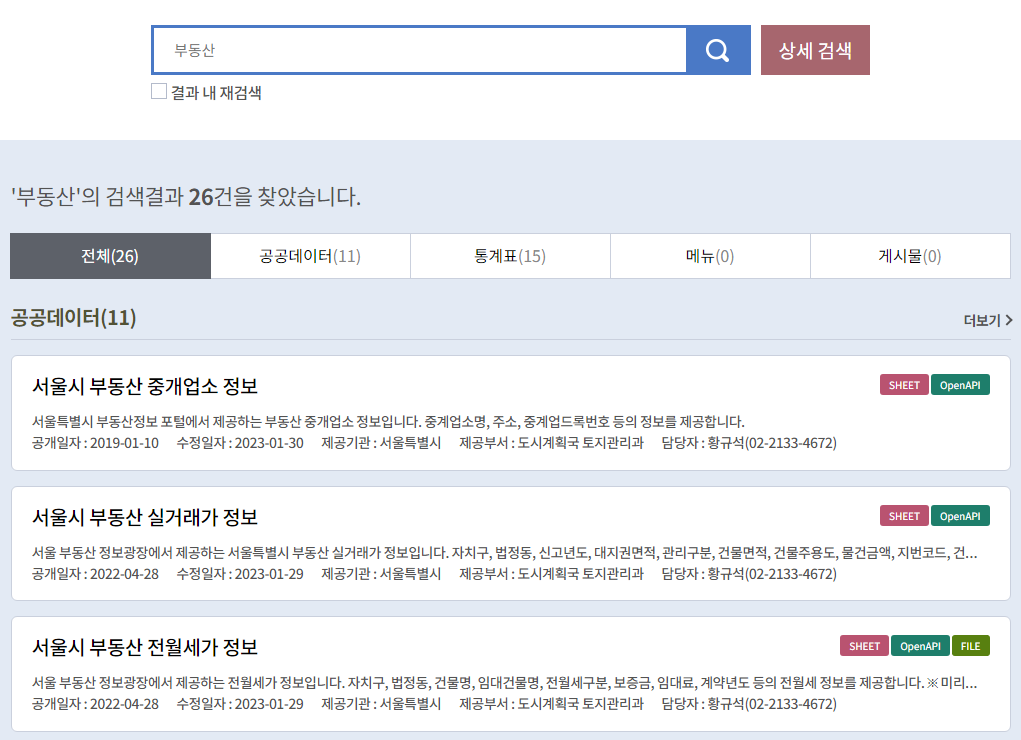 부동산
상세 검색
결과 내 재검색
'부동산'의 검색결과 26건을 찾았습니다.
전체(26) 공공데이터(11) 통계표(15) 메뉴(0) 게시물(0)
공공데이터(11) 더보기
서울시 부동산 중개업소 정보 SHEET OpenAPI
서울특별시 부동산정보 포털에서 제공하는 부동산 중개업소 정보입니다. 중계업소명, 주소, 중계업드록번호 등의 정보를 제공합니다.
공개일자 : 2019-01-10 수정일자 : 2023-01-30 제공기관 : 서울특별시 제공부서 : 도시계획국 토지관리과 담당자 : 황규석(02-2133-4672)
서울시 부동산 실거래가 정보 SHEET OpenAPI
서울 부동산 정보광장에서 제공하는 서울특별시 부동산 실거래가 정보입니다. 자치구, 법정동, 신고년도, 대지권면적, 관리구분, 건물면적, 건물주용도, 물건금액, 지번코드, 건...
공개일자 : 2022-04-28 수정일자 : 2023-01-29 제공기관 : 서울특별시 제공부서 : 도시계획국 토지관리과 담당자 : 황규석(02-2133-4672)
서울시 부동산 전월세가 정보 SHEET OpenAPI FILE
서울 부동산 정보광장에서 제공하는 전월세가 정보입니다. 자치구, 법정동, 건물명, 임대건물명, 전월세구분, 보증금, 임대료, 계약년도 등의 전월세 정보를 제공합니다. ※ 미리...
공개일자 : 2022-04-28 수정일자 : 2023-01-29 제공기관 : 서울특별시 제공부서 : 도시계획국 토지관리과 담당자 : 황규석(02-2133-4672)